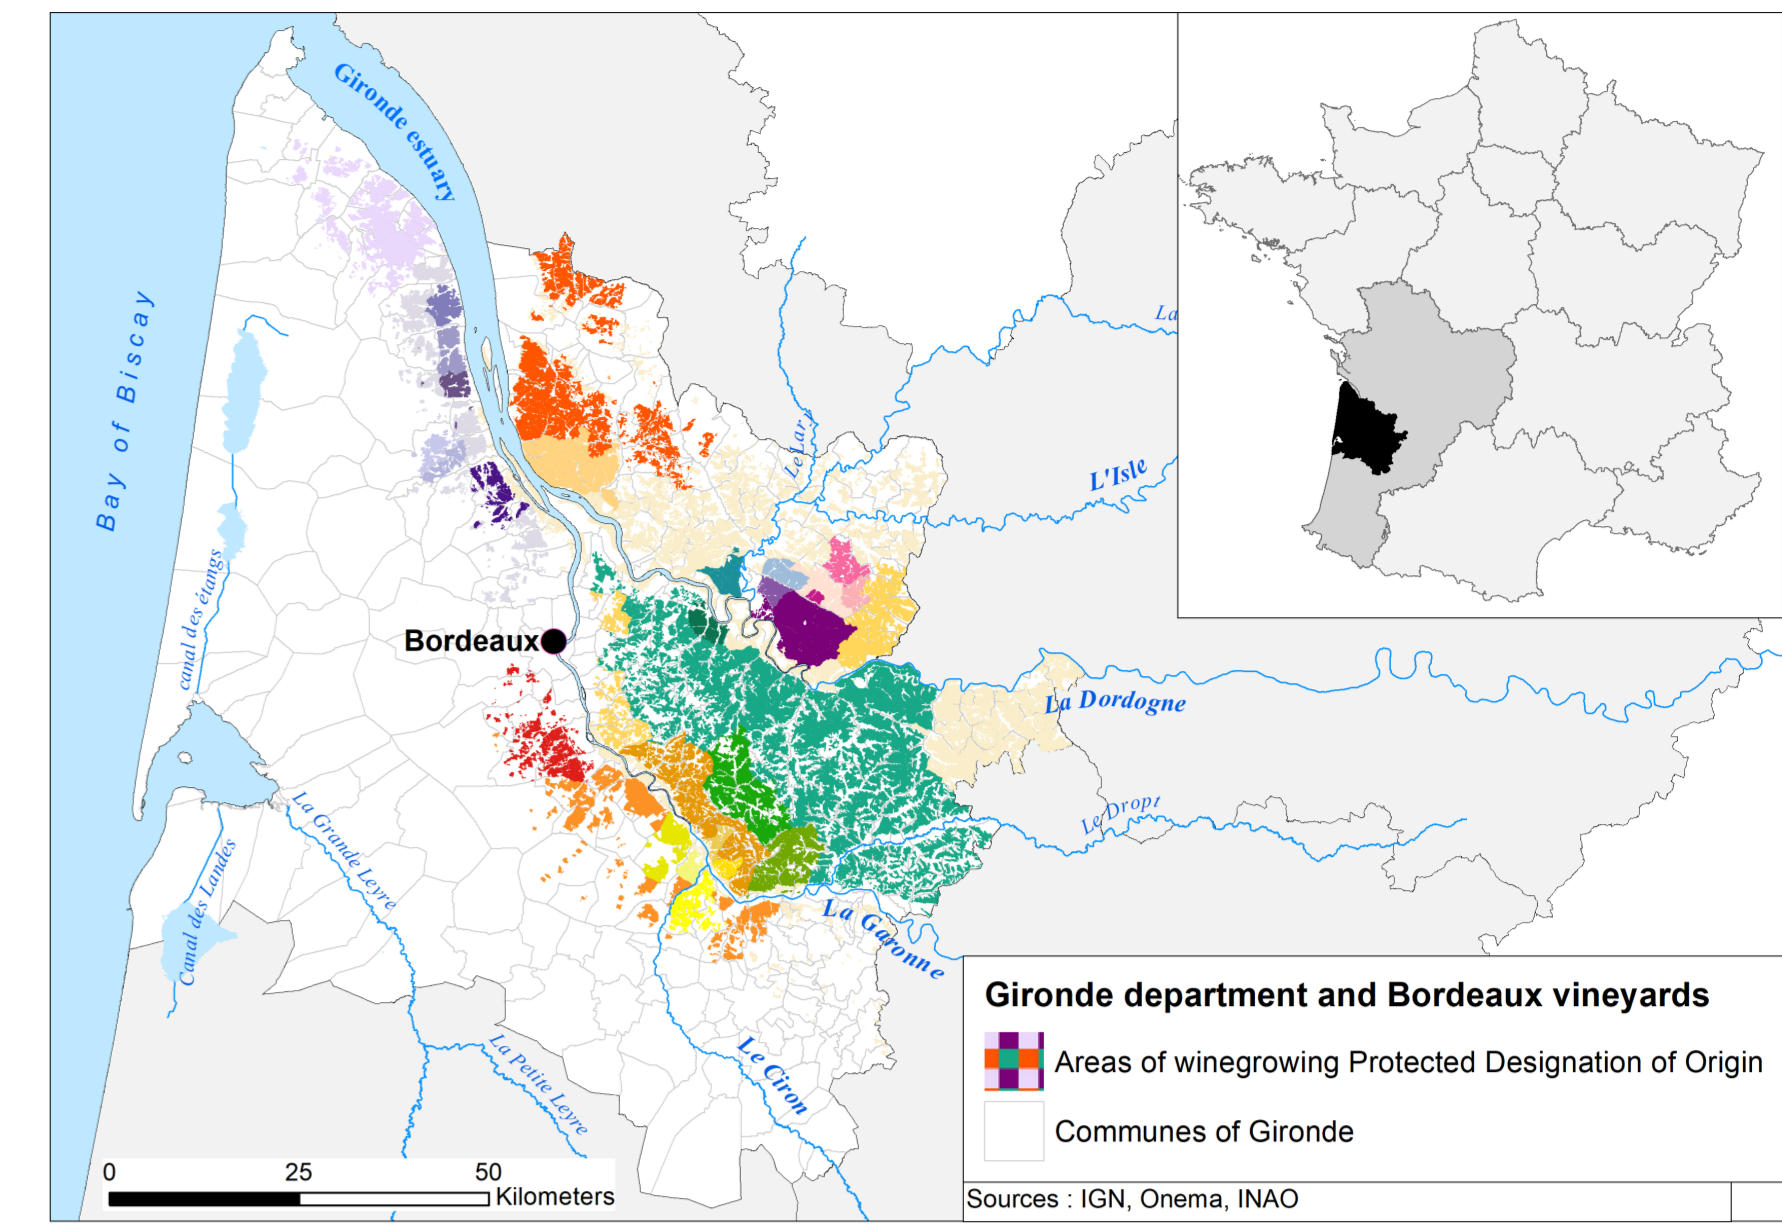 Gironde estuary
Bay of Biscay
La
Le Lary
L'Isle
canal des étangs
Bordeaux
La Dordogne
La Grande Leyre
Le Dropt
Canal des Landes
La Garonne
Le Ciron
La Petite Leyre
0 25 50
Kilometers
Gironde department and Bordeaux vineyards
Areas of winegrowing Protected Designation of Origin
Communes of Gironde
Sources : IGN, Onema, INAO